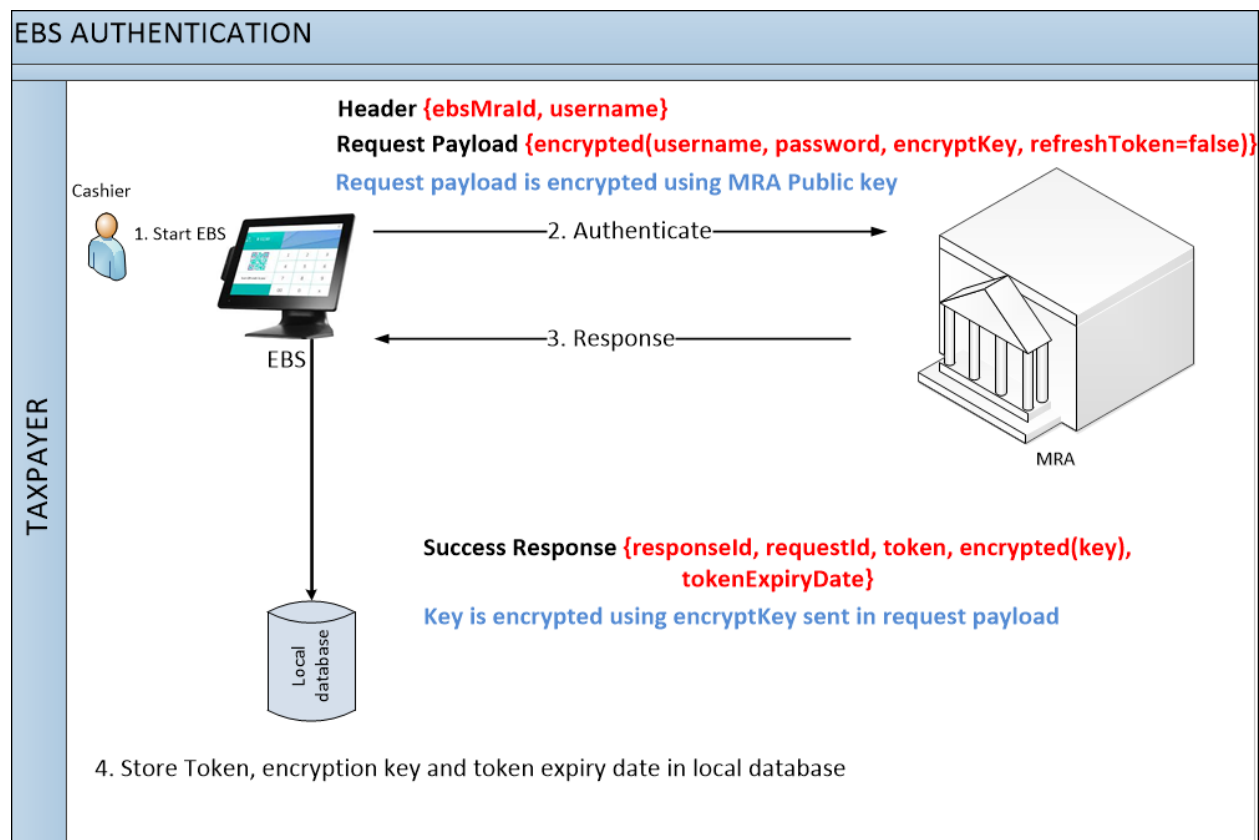 EBS AUTHENTICATION
TAXPAYER
Header {ebsMraId, username}
Request Payload {encrypted(username, password, encryptKey, refreshToken=false)}
Request payload is encrypted using MRA Public key
Cashier
1. Start EBS
2. Authenticate
3. Response
EBS
MRA
Success Response {responseId, requestId, token, encrypted(key),
tokenExpiryDate}
Key is encrypted using encryptKey sent in request payload
Local
database
4. Store Token, encryption key and token expiry date in local database